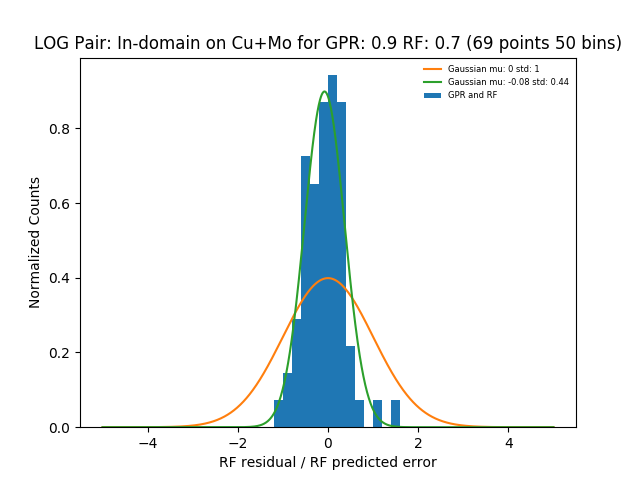 LOG Pair: In-domain on Cu+Mo for GPR: 0.9 RF: 0.7 (69 points 50 bins)
Gaussian mu: 0 std: 1
Gaussian mu: -0.08 std: 0.44
GPR and RF
Normalized Counts
0.8
0.6
0.4
0.2
0.0
−4 −2 0 2 4
RF residual / RF predicted error